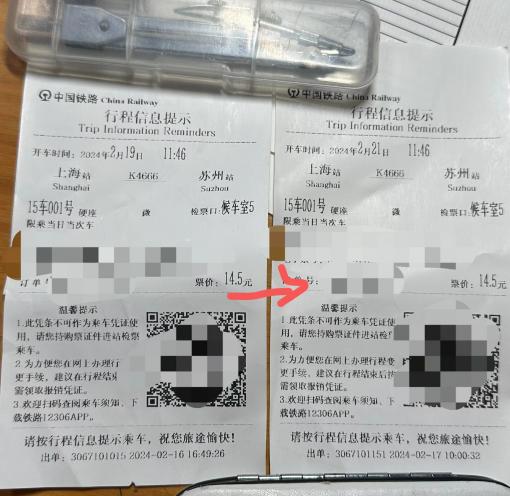 中国铁路 China Railway
行程信息提示
Trip Information Reminders
开车时间：2024年2月19日 11:46
上海站 K4666 苏州站
Shanghai Suzhou
15车001号 硬座 微 检票口：候车室5
限乘当日当次车
订单号
票价：14.5元
温馨提示
1.此凭条不可作为乘车凭证使
用，请您持购票证件进站检票
乘车。
2.为方便您在网上办理行
更手续，建议在行程结束
需领取报销凭证。
3.欢迎扫码查阅乘车须知、下
载铁路12306APP。
请按行程信息提示乘车，祝您旅途愉快！
出单：3067101015 2024-02-16 16:49:26
中国铁路 China Railway
行程信息提示
Trip Information Reminders
开车时间：2024年2月21日 11:46
上海站 K4666 苏州站
Shanghai Suzhou
15车001号 硬座 微 检票口：候车室5
限乘当日当次车
号：
票价：14.5元
温馨提示
1.此凭条不可作为乘车凭证使
用，请您持购票证件进站检票
乘车。
2.为方便您在网上办理行程变
更手续，建议在行程结束后
需领取报销凭证。
3.欢迎扫码查阅乘车须知、下
载铁路12306APP。
请按行程信息提示乘车，祝您旅途愉快！
出单：3067101151 2024-02-17 10:00:32